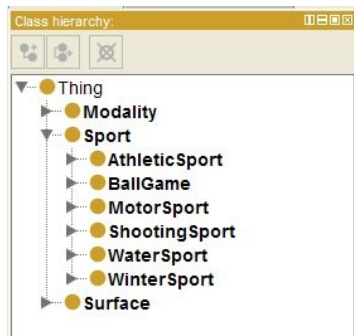 Class hierarchy:
Thing
Modality
Sport
AthleticSport
BallGame
MotorSport
ShootingSport
WaterSport
WinterSport
Surface